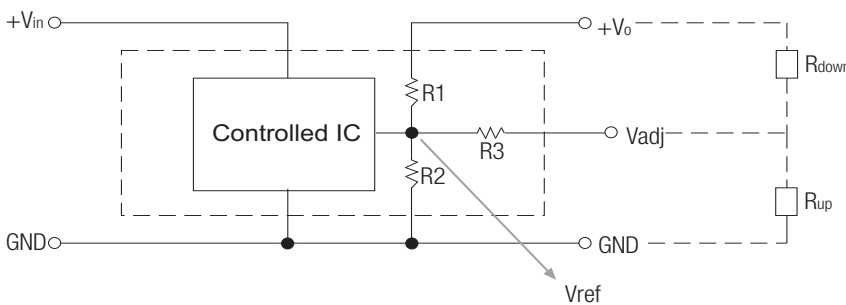 +Vin
+Vo
Rdown
R1
Controlled IC
Vadj
R3
R2
Rup
GND
GND
Vref